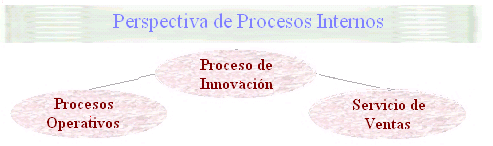 Perspectiva de Procesos Internos
Proceso de
Innovación
Procesos
Operativos
Servicio de
Ventas